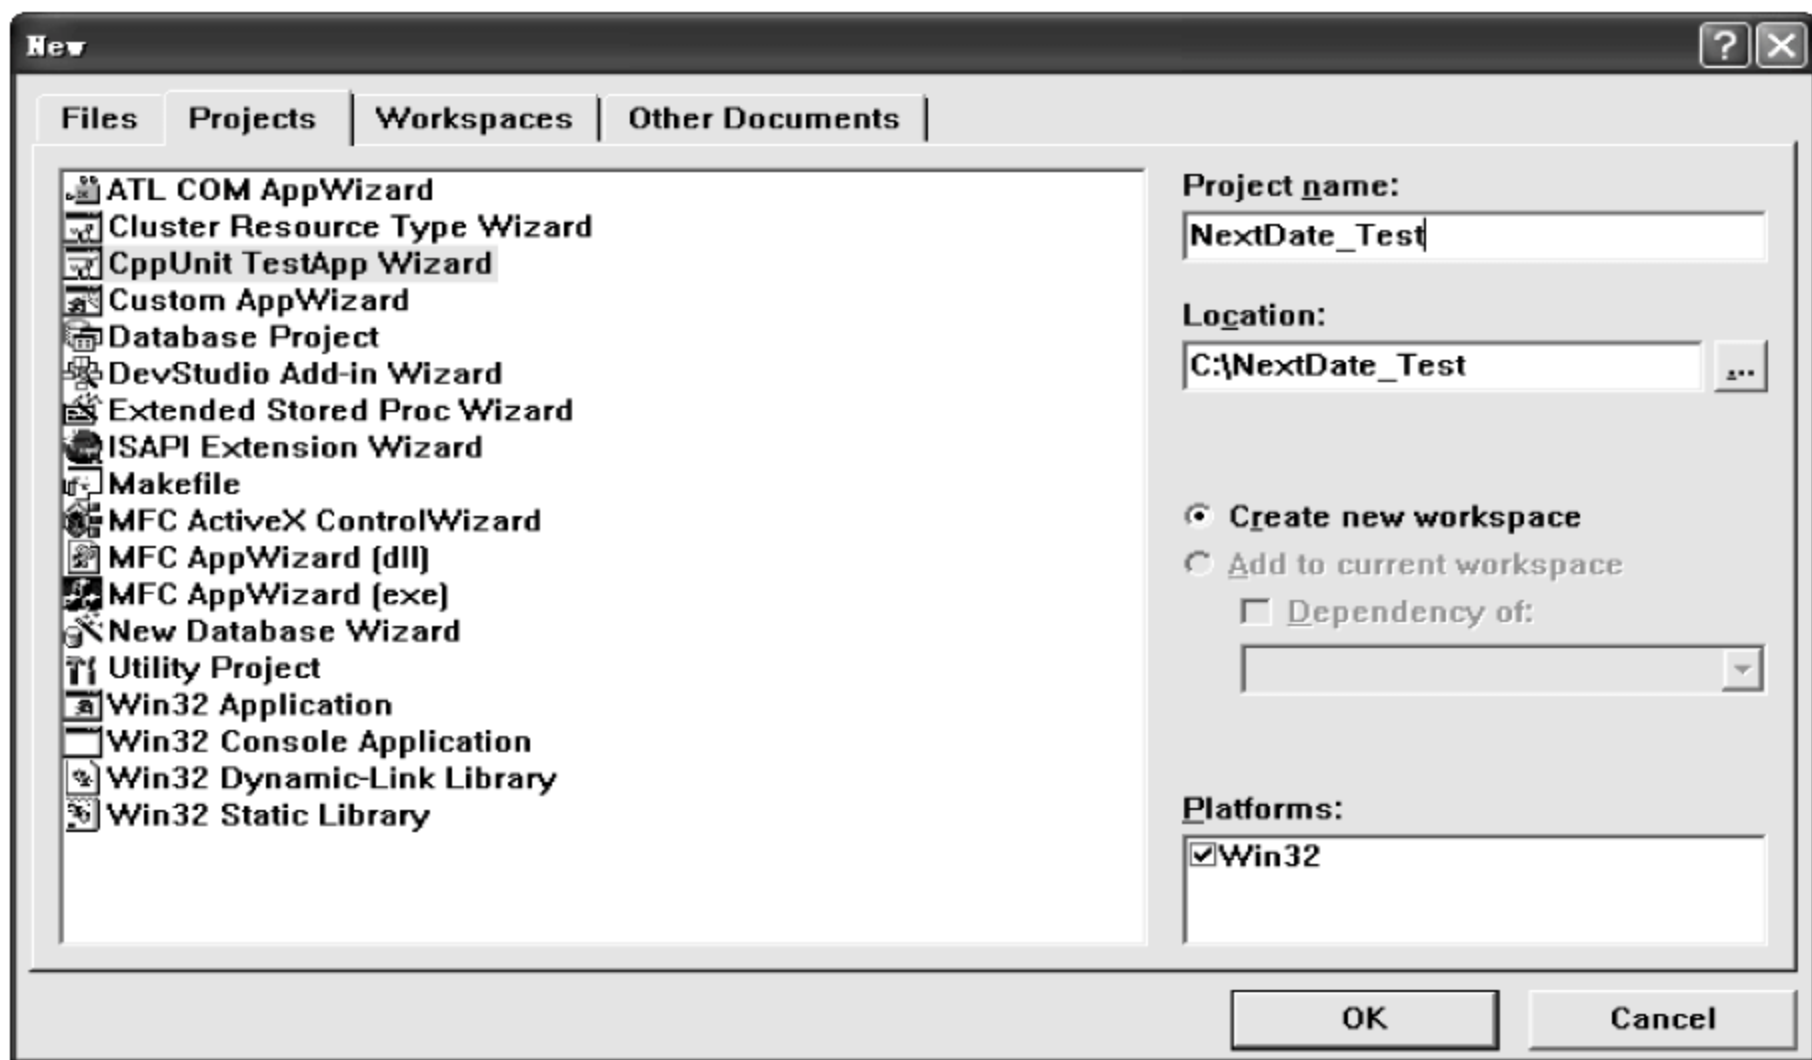 New
Files Projects Workspaces Other Documents
ATL COM AppWizard
Cluster Resource Type Wizard
CppUnit TestApp Wizard
Custom AppWizard
Database Project
DevStudio Add-in Wizard
Extended Stored Proc Wizard
ISAPI Extension Wizard
Makefile
MFC ActiveX ControlWizard
MFC AppWizard (dll)
MFC AppWizard (exe)
New Database Wizard
Utility Project
Win32 Application
Win32 Console Application
Win32 Dynamic-Link Library
Win32 Static Library
Project name:
NextDate_Test
Location:
C:\NextDate_Test
...
Create new workspace
Add to current workspace
Dependency of:
Platforms:
Win32
OK Cancel